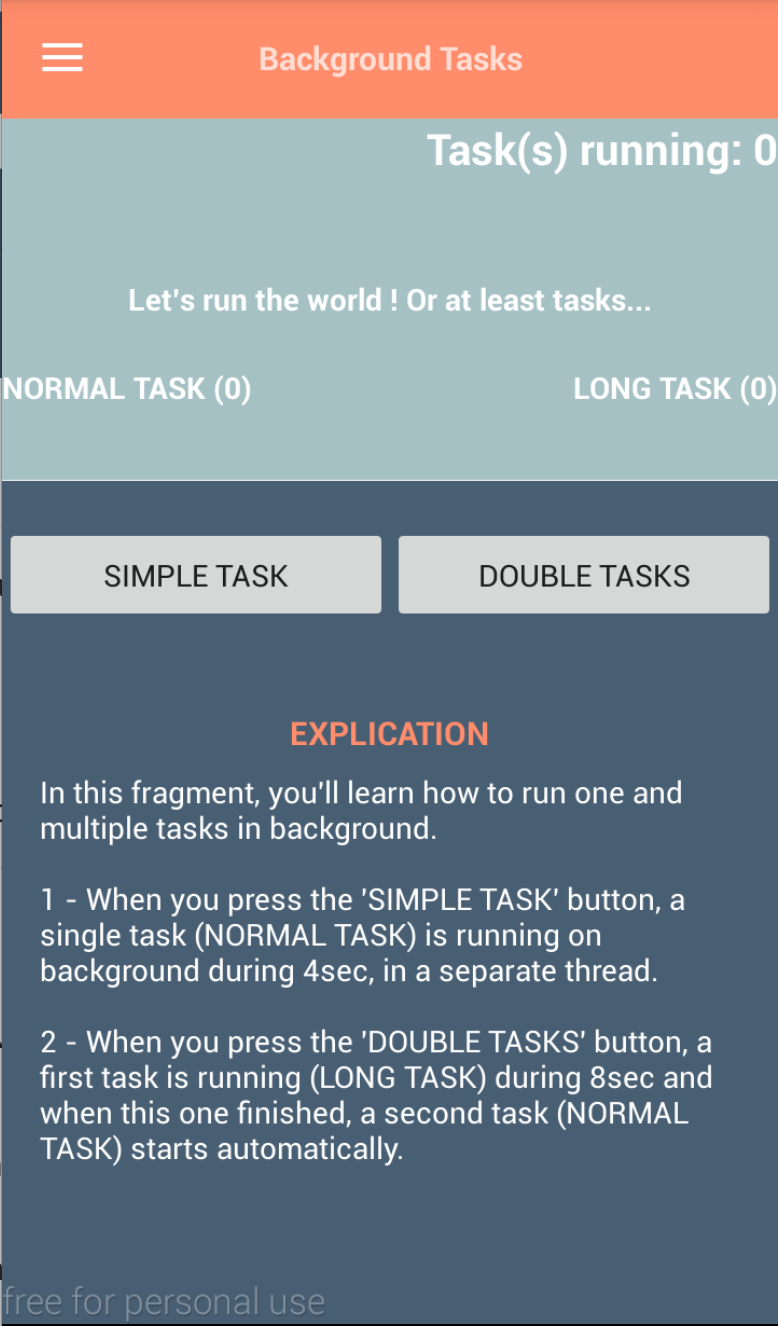 Background Tasks
Task(s) running: 0
Let's run the world ! Or at least tasks...
NORMAL TASK (0)
LONG TASK (0)
SIMPLE TASK
DOUBLE TASKS
EXPLICATION
In this fragment, you'll learn how to run one and
multiple tasks in background.
1 - When you press the 'SIMPLE TASK' button, a
single task (NORMAL TASK) is running on
background during 4sec, in a separate thread.
2 - When you press the 'DOUBLE TASKS' button, a
first task is running (LONG TASK) during 8sec and
when this one finished, a second task (NORMAL
TASK) starts automatically.
free for personal use